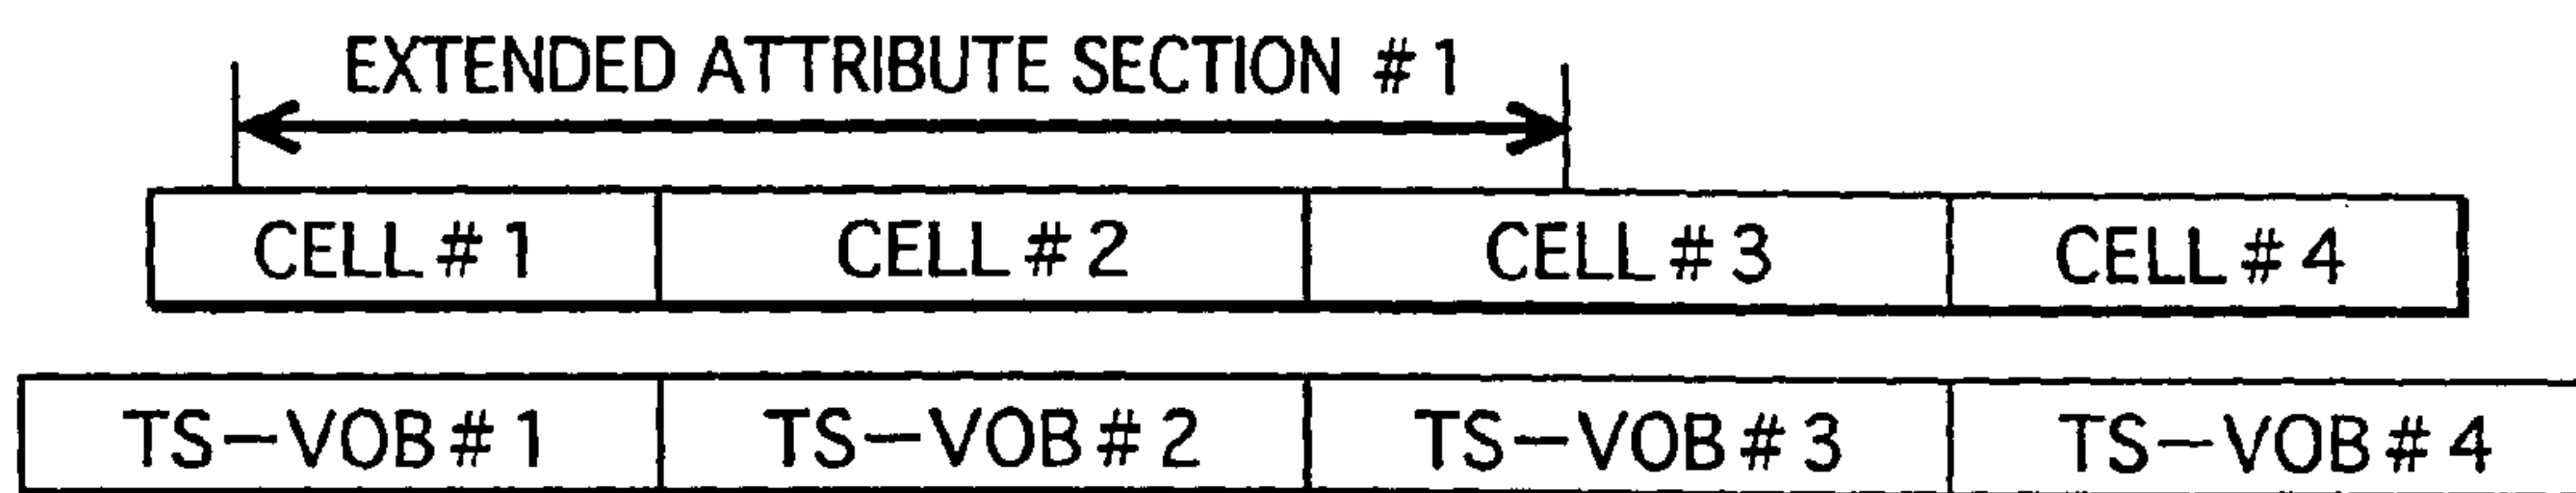 EXTENDED ATTRIBUTE SECTION #1
CELL#1 CELL#2 CELL#3 CELL#4
TS-VOB#1 TS-VOB#2 TS-VOB#3 TS-VOB#4